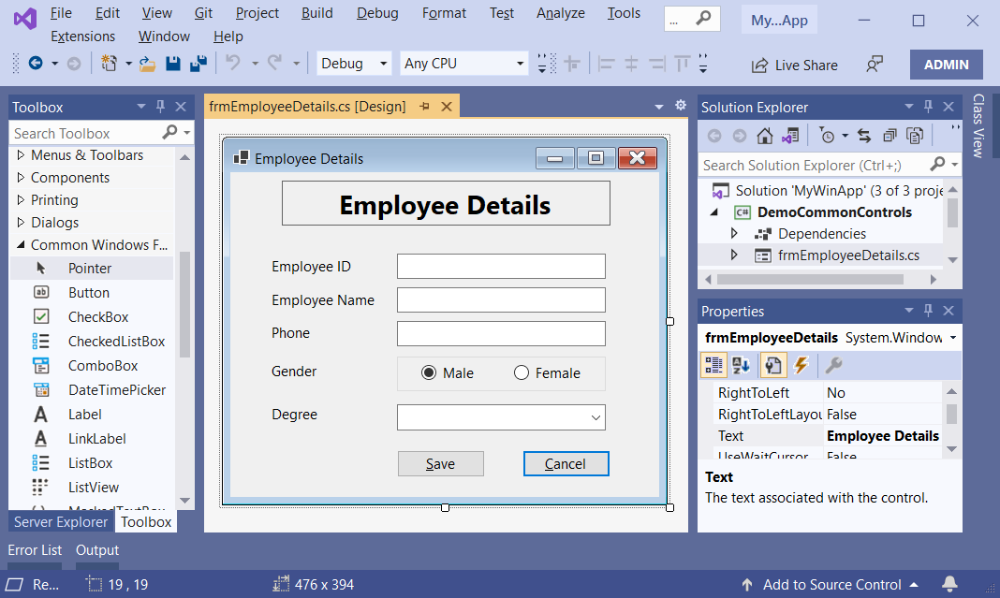 File Edit View Git Project Build Debug Format Test Analyze Tools ... My...App
Extensions Window Help
Debug Any CPU Live Share ADMIN
Toolbox
Search Toolbox
Menus & Toolbars
Components
Printing
Dialogs
Common Windows F...
Pointer
Button
CheckBox
CheckedListBox
ComboBox
DateTimePicker
Label
LinkLabel
ListBox
ListView
MaskedTextBox
Server Explorer Toolbox
frmEmployeeDetails.cs [Design]
Employee Details
Employee Details
Employee ID
Employee Name
Phone
Gender Male Female
Degree
Save Cancel
Solution Explorer
Search Solution Explorer (Ctrl+;)
Solution 'MyWinApp' (3 of 3 proje
C# DemoCommonControls
Dependencies
frmEmployeeDetails.cs
Class View
Properties
frmEmployeeDetails System.Window
RightToLeft No
RightToLeftLayou False
Text Employee Details
UseWaitCursor False
Text
The text associated with the control.
Error List Output
Re... 19 , 19 476 x 394 Add to Source Control